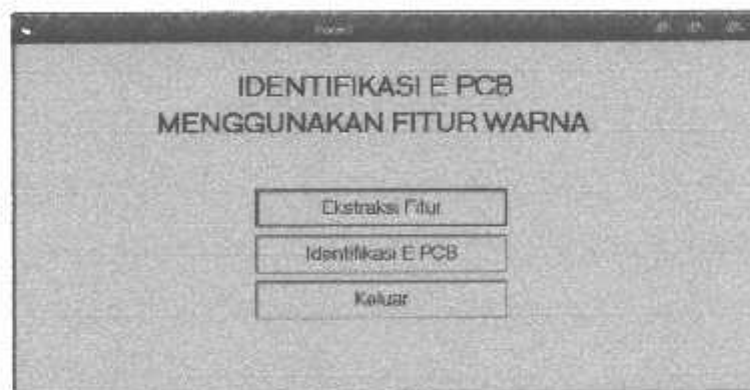 IDENTIFIKASI E PCB
MENGGUNAKAN FITUR WARNA
Ekstraksi Fitur
Identifikasi E PCB
Keluar